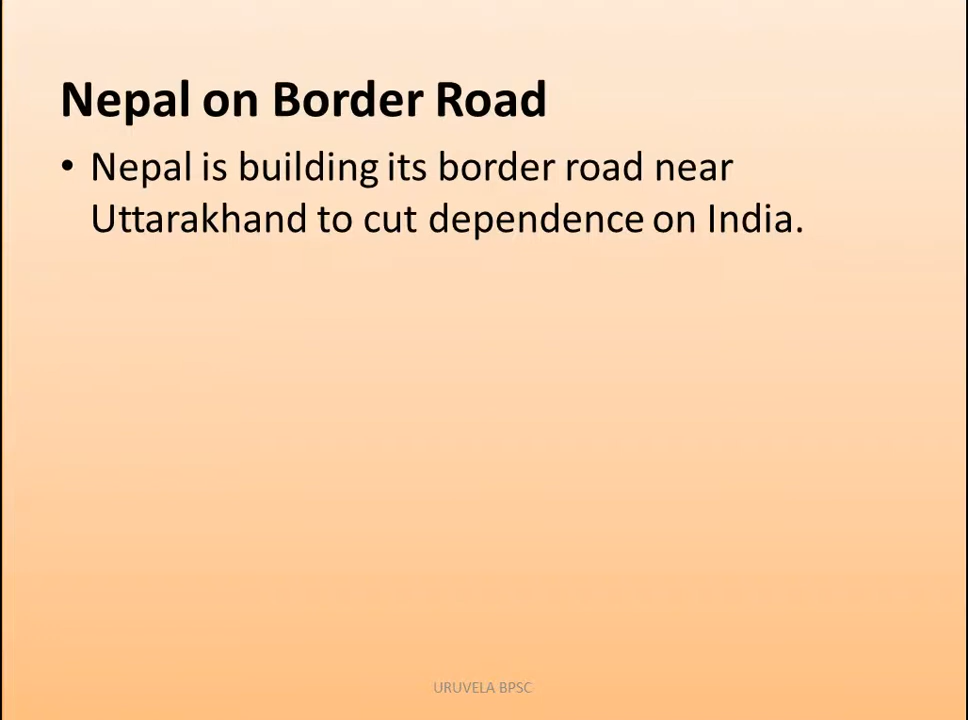 Nepal on Border Road
• Nepal is building its border road near
Uttarakhand to cut dependence on India.
URUVELA BPSC